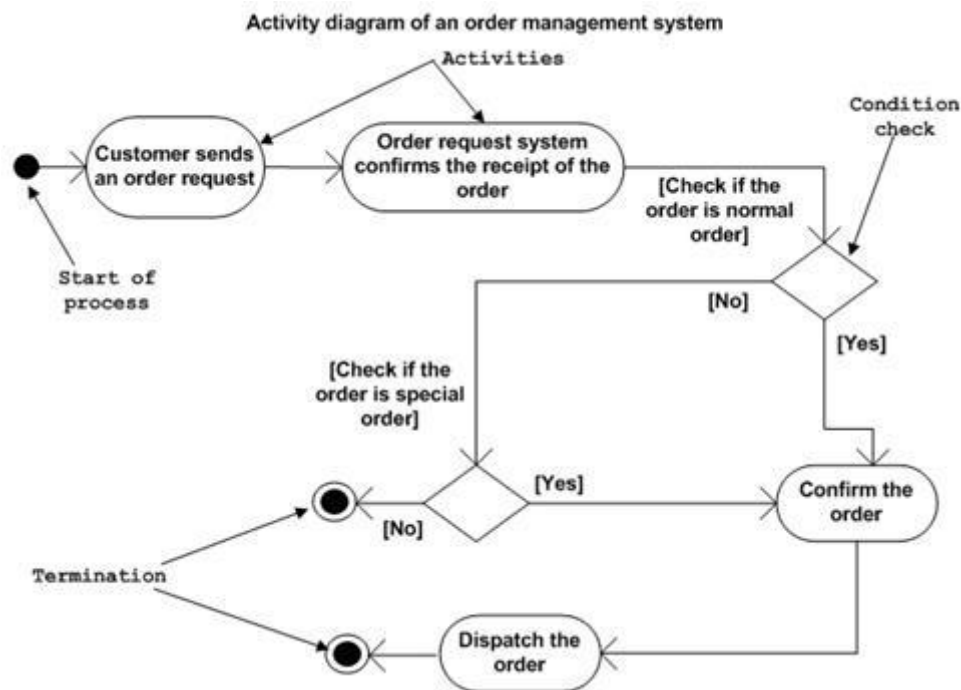 Activity diagram of an order management system
Activities
Condition
check
Customer sends
an order request
Order request system
confirms the receipt of the
order
[Check if the
order is normal
order]
Start of
process
[No]
[Yes]
[Check if the
order is special
order]
[Yes]
[No]
Confirm the
order
Termination
Dispatch the
order